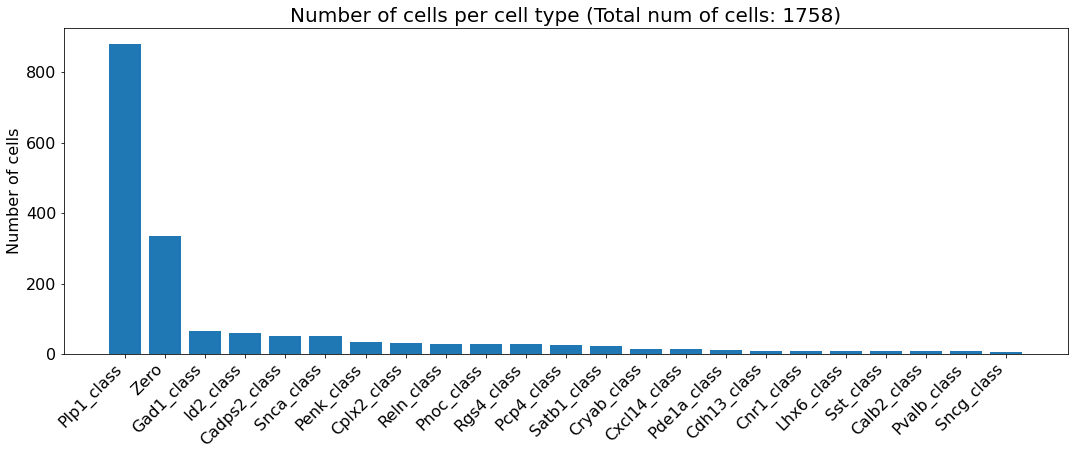 Number of cells per cell type (Total num of cells: 1758)
Number of cells
800
600
400
200
0
Plp1_class
Zero
Gad1_class
Id2_class
Cadps2_class
Snca_class
Penk_class
Cplx2_class
Reln_class
Pnoc_class
Rgs4_class
Pcp4_class
Satb1_class
Cryab_class
Cxcl14_class
Pde1a_class
Cdh13_class
Cnr1_class
Lhx6_class
Sst_class
Calb2_class
Pvalb_class
Sncg_class